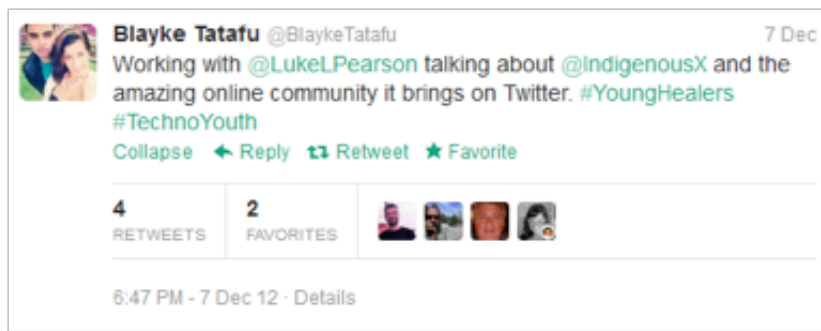 Blayke Tatafu @BlaykeTatafu 7 Dec
Working with @LukeLPearson talking about @IndigenousX and the
amazing online community it brings on Twitter. #YoungHealers
#TechnoYouth
Collapse Reply Retweet Favorite
4 2
RETWEETS FAVORITES
6:47 PM - 7 Dec 12 · Details